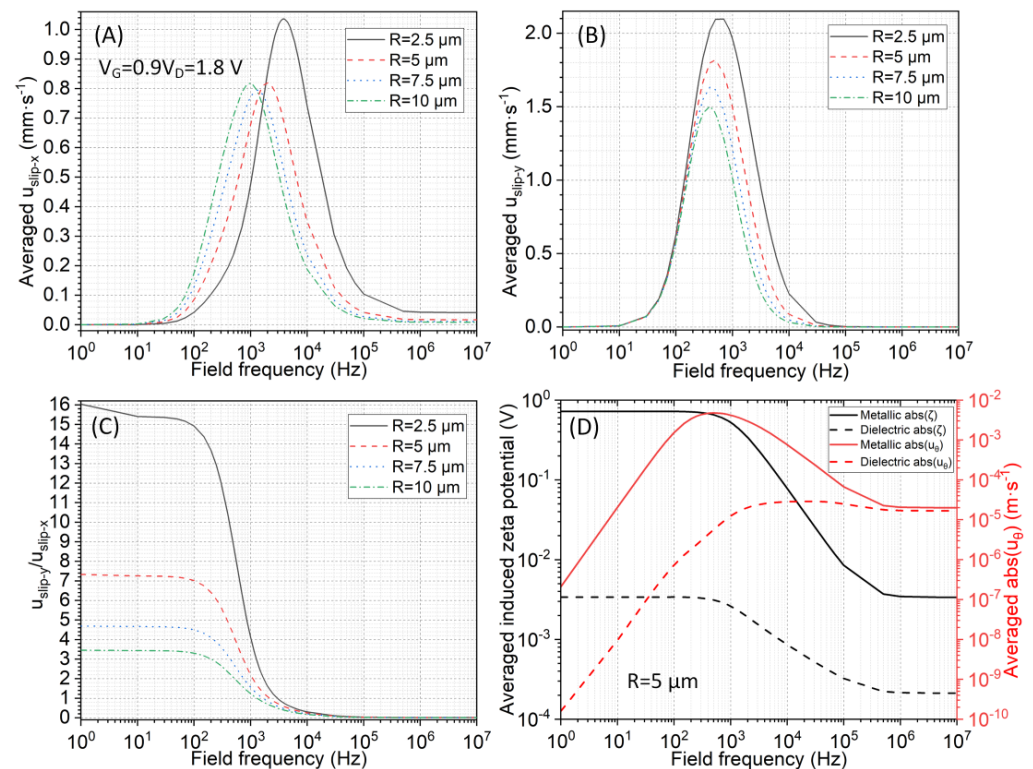 (A)
V_G=0.9V_D=1.8 V
R=2.5 μm
R=5 μm
R=7.5 μm
R=10 μm
Averaged u_slip-x (mm·s⁻¹)
1.0
0.8
0.6
0.4
0.3
0.2
0.1
0.0
10⁰ 10¹ 10² 10³ 10⁴ 10⁵ 10⁶ 10⁷
Field frequency (Hz)
(B)
R=2.5 μm
R=5 μm
R=7.5 μm
R=10 μm
Averaged u_slip-y (mm·s⁻¹)
2.0
1.5
1.0
0.5
0.0
10⁰ 10¹ 10² 10³ 10⁴ 10⁵ 10⁶ 10⁷
Field frequency (Hz)
(C)
R=2.5 μm
R=5 μm
R=7.5 μm
R=10 μm
u_slip-y/u_slip-x
16
15
14
13
12
11
10
9
8
7
6
5
4
3
2
1
0
10⁰ 10¹ 10² 10³ 10⁴ 10⁵ 10⁶ 10⁷
Field frequency (Hz)
(D)
Metallic abs(ζ)
Dielectric abs(ζ)
Metallic abs(u_θ)
Dielectric abs(u_θ)
R=5 μm
Averaged induced zeta potential (V)
10⁰
10⁻¹
10⁻²
10⁻³
10⁻⁴
Averaged abs(u_θ) (m·s⁻¹)
10⁻²
10⁻³
10⁻⁴
10⁻⁵
10⁻⁶
10⁻⁷
10⁻⁸
10⁻⁹
10⁻¹⁰
10⁰ 10¹ 10² 10³ 10⁴ 10⁵ 10⁶ 10⁷
Field frequency (Hz)